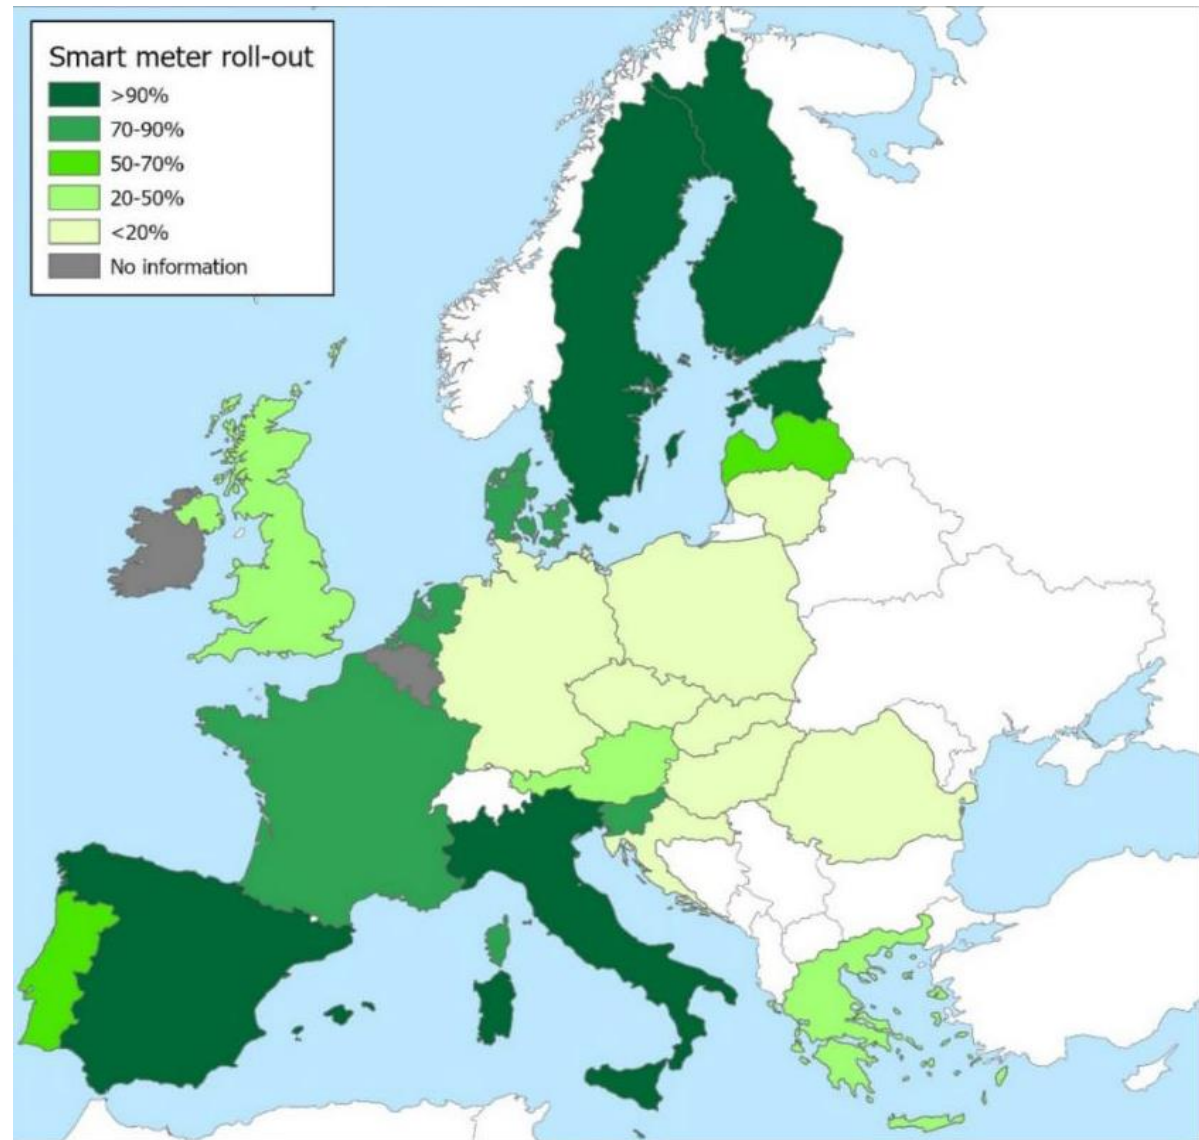 Smart meter roll-out
>90%
70-90%
50-70%
20-50%
<20%
No information